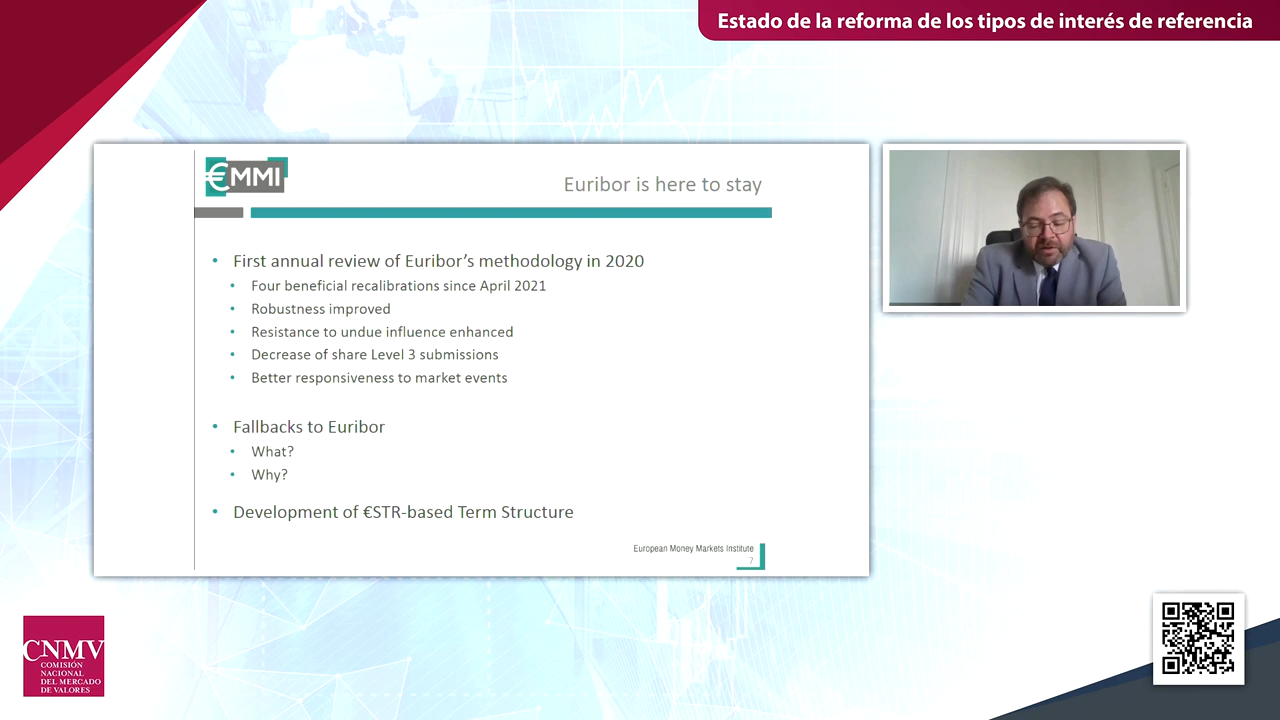 Estado de la reforma de los tipos de interés de referencia
€MMI
Euribor is here to stay
• First annual review of Euribor’s methodology in 2020
• Four beneficial recalibrations since April 2021
• Robustness improved
• Resistance to undue influence enhanced
• Decrease of share Level 3 submissions
• Better responsiveness to market events
• Fallbacks to Euribor
• What?
• Why?
• Development of €STR-based Term Structure
European Money Markets Institute
7
CNMV
COMISIÓN
NACIONAL
DEL MERCADO
DE VALORES